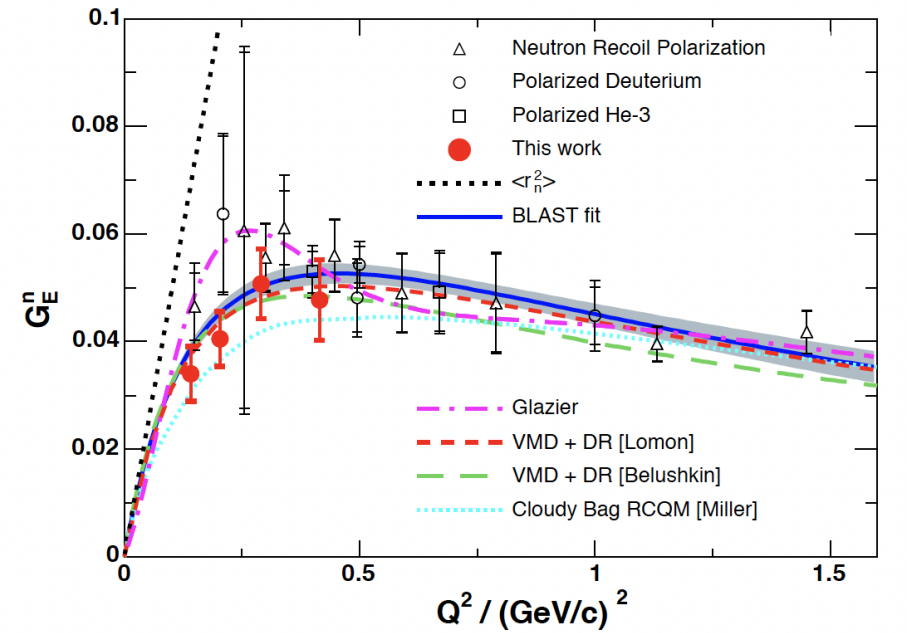 0.1
0.08
0.06
0.04
0.02
0
G_E^n
Neutron Recoil Polarization
Polarized Deuterium
Polarized He-3
This work
<r_n^2>
BLAST fit
Glazier
VMD + DR [Lomon]
VMD + DR [Belushkin]
Cloudy Bag RCQM [Miller]
0 0.5 1 1.5
Q^2 / (GeV/c)^2